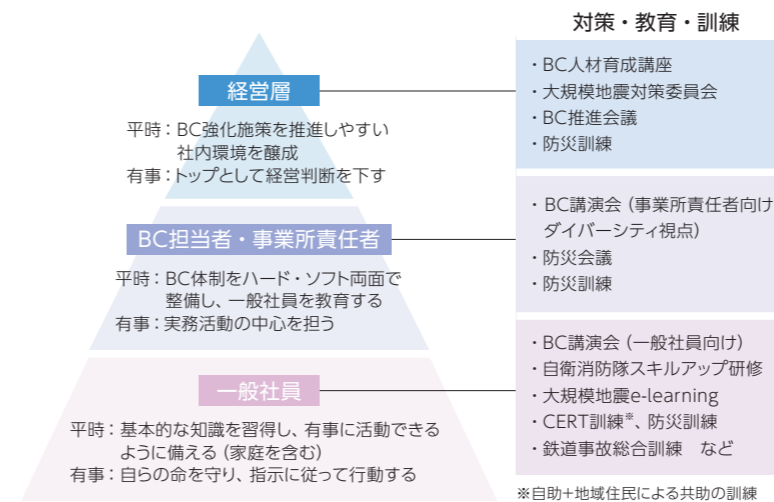 対策・教育・訓練
経営層
平時：BC強化施策を推進しやすい
社内環境を醸成
有事：トップとして経営判断を下す
・BC人材育成講座
・大規模地震対策委員会
・BC推進会議
・防災訓練
BC担当者・事業所責任者
平時：BC体制をハード・ソフト両面で
整備し、一般社員を教育する
有事：実務活動の中心を担う
・BC講演会（事業所責任者向け
ダイバーシティ視点）
・防災会議
・防災訓練
一般社員
平時：基本的な知識を習得し、有事に活動できる
ように備える（家庭を含む）
有事：自らの命を守り、指示に従って行動する
・BC講演会（一般社員向け）
・自衛消防隊スキルアップ研修
・大規模地震e-learning
・CERT訓練※、防災訓練
・鉄道事故総合訓練　など
※自助+地域住民による共助の訓練